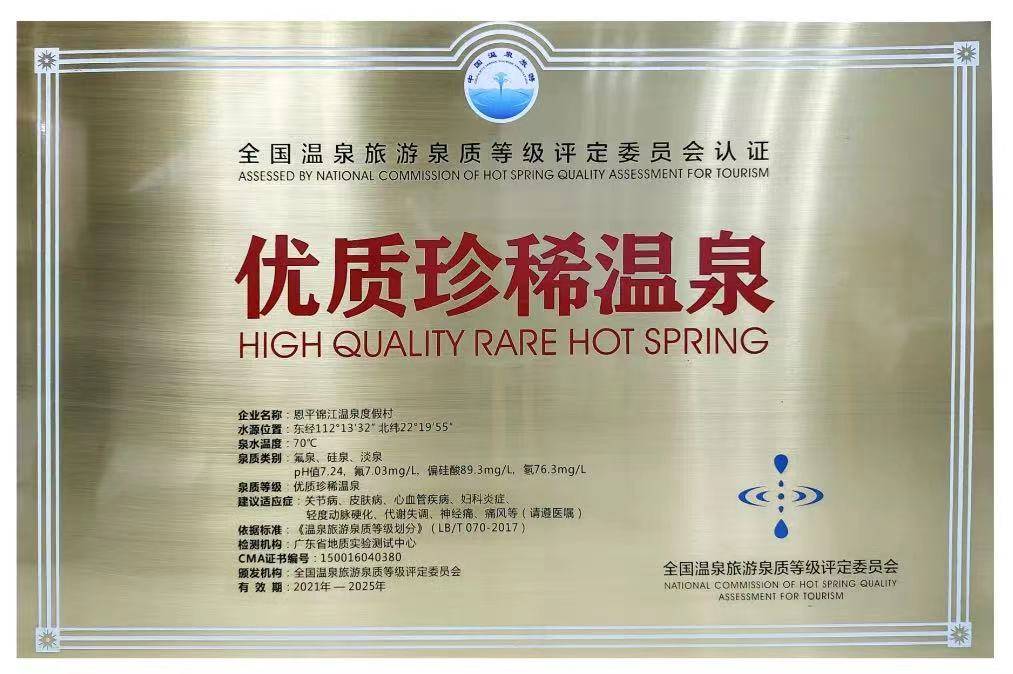 中国温泉旅游
全国温泉旅游泉质等级评定委员会认证
ASSESSED BY NATIONAL COMMISSION OF HOT SPRING QUALITY ASSESSMENT FOR TOURISM
优质珍稀温泉
HIGH QUALITY RARE HOT SPRING
企业名称：恩平锦江温泉度假村
水源位置：东经112°13'32" 北纬22°19'55"
泉水温度：70℃
泉质类别：氟泉、硅泉、淡泉
pH值7.24，氟7.03mg/L，偏硅酸89.3mg/L，氡76.3mg/L
泉质等级：优质珍稀温泉
建议适应症：关节病、皮肤病、心血管疾病、妇科炎症、
轻度动脉硬化、代谢失调、神经痛、痛风等（请遵医嘱）
依据标准：《温泉旅游泉质等级划分》（LB/T 070-2017）
检测机构：广东省地质实验测试中心
CMA证书编号：150016040380
颁发机构：全国温泉旅游泉质等级评定委员会
有 效 期：2021年 — 2025年
全国温泉旅游泉质等级评定委员会
NATIONAL COMMISSION OF HOT SPRING QUALITY
ASSESSMENT FOR TOURISM